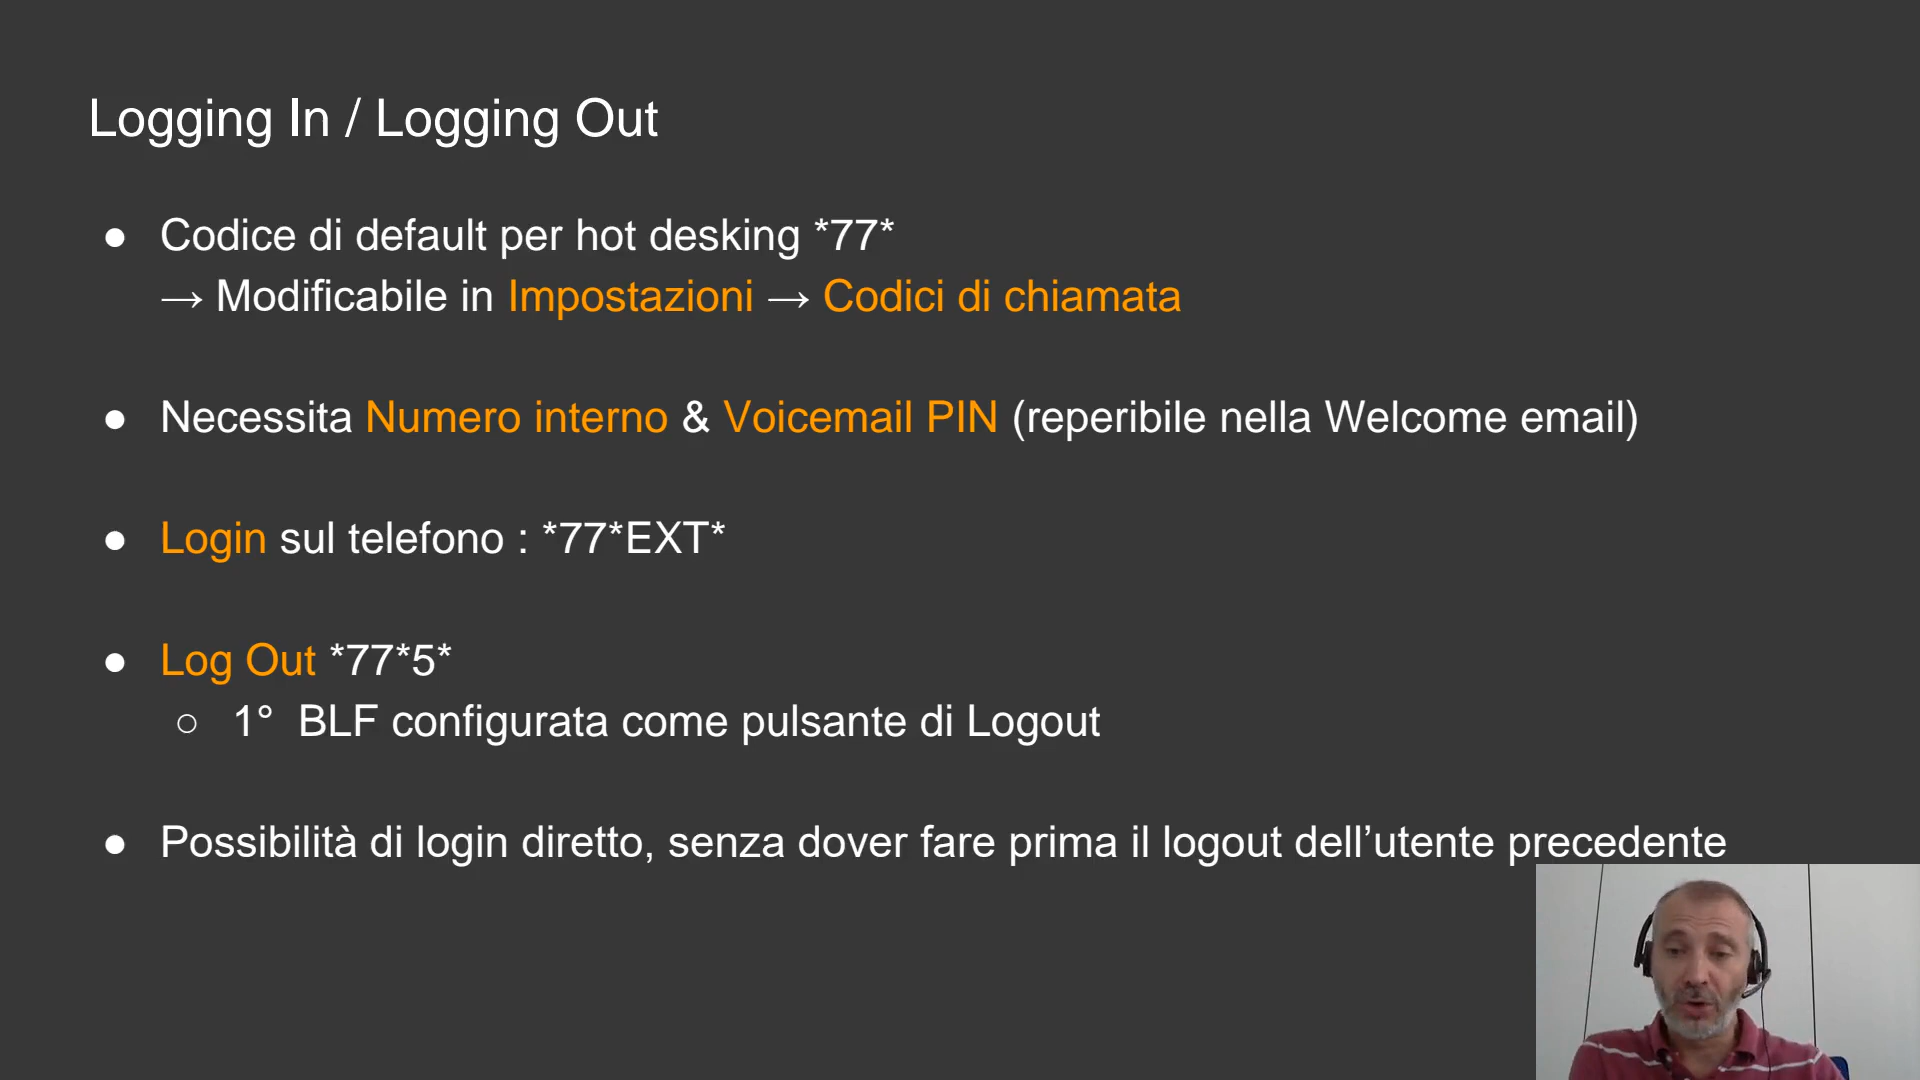 Logging In / Logging Out
● Codice di default per hot desking *77*
→ Modificabile in Impostazioni → Codici di chiamata
● Necessita Numero interno & Voicemail PIN (reperibile nella Welcome email)
● Login sul telefono : *77*EXT*
● Log Out *77*5*
○ 1° BLF configurata come pulsante di Logout
● Possibilità di login diretto, senza dover fare prima il logout dell’utente precedente